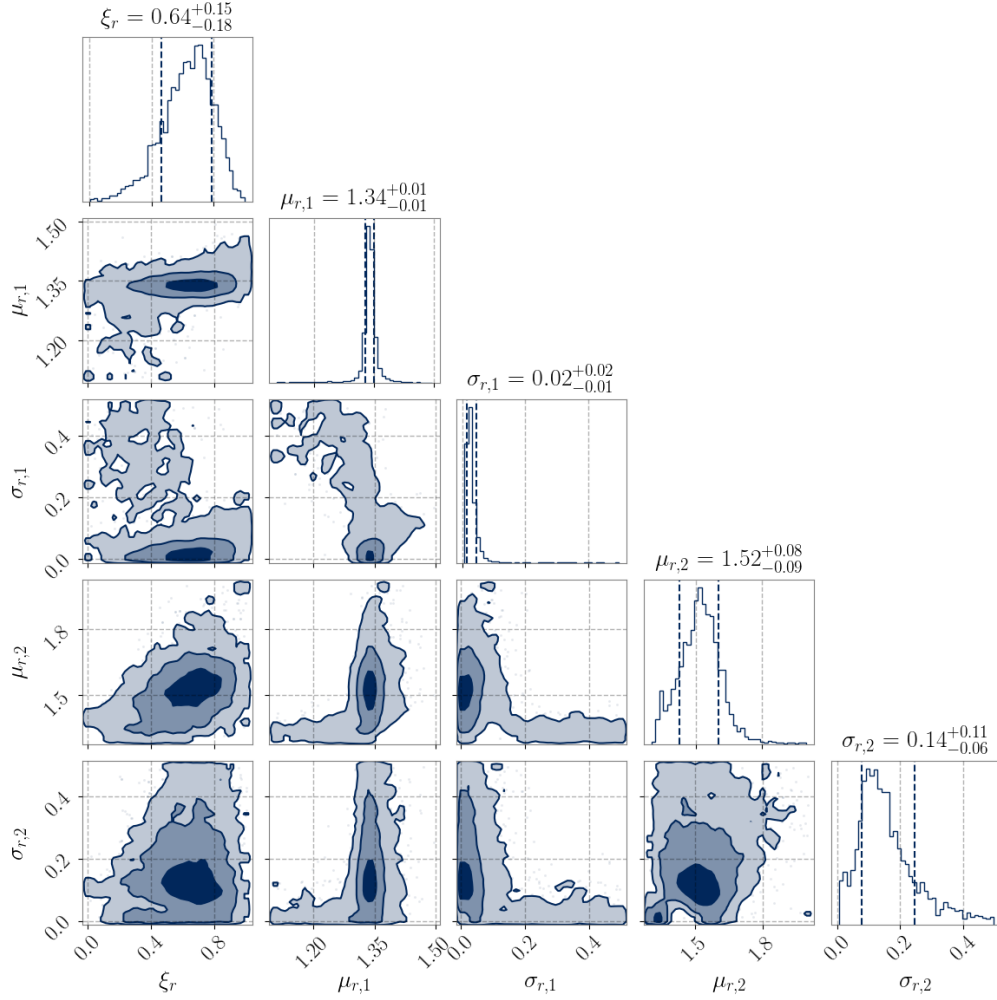 ξ_r = 0.64^{+0.15}_{-0.18}
μ_{r,1} = 1.34^{+0.01}_{-0.01}
1.50
1.35
1.20
μ_{r,1}
σ_{r,1} = 0.02^{+0.02}_{-0.01}
0.4
0.2
0.0
σ_{r,1}
μ_{r,2} = 1.52^{+0.08}_{-0.09}
1.8
1.5
μ_{r,2}
σ_{r,2} = 0.14^{+0.11}_{-0.06}
0.4
0.2
0.0
σ_{r,2}
0.0 0.4 0.8 1.20 1.35 1.50 0.0 0.2 0.4 1.5 1.8 0.0 0.2 0.4
ξ_r μ_{r,1} σ_{r,1} μ_{r,2} σ_{r,2}